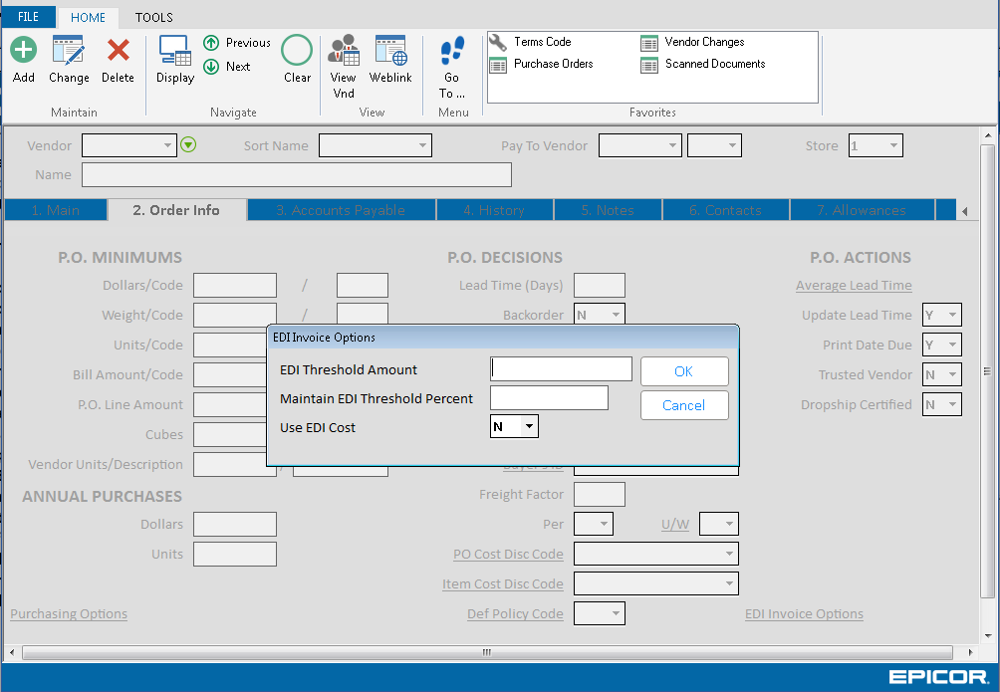 FILE HOME TOOLS
Add Change Delete Display Previous Next Clear View Vnd Weblink Go To ...
Terms Code Vendor Changes
Purchase Orders Scanned Documents
Maintain Navigate View Menu Favorites
Vendor Sort Name Pay To Vendor Store 1
Name
1. Main 2. Order Info 3. Accounts Payable 4. History 5. Notes 6. Contacts 7. Allowances
P.O. MINIMUMS P.O. DECISIONS P.O. ACTIONS
Dollars/Code / Lead Time (Days) Average Lead Time
Weight/Code / Backorder N Update Lead Time Y
EDI Invoice Options
Units/Code Print Date Due Y
EDI Threshold Amount OK
Bill Amount/Code Trusted Vendor N
Maintain EDI Threshold Percent Cancel
P.O. Line Amount Dropship Certified N
Use EDI Cost N
Cubes
Vendor Units/Description /
ANNUAL PURCHASES Freight Factor
Dollars Per U/W
Units PO Cost Disc Code
Item Cost Disc Code
Purchasing Options Def Policy Code EDI Invoice Options
EPICOR.